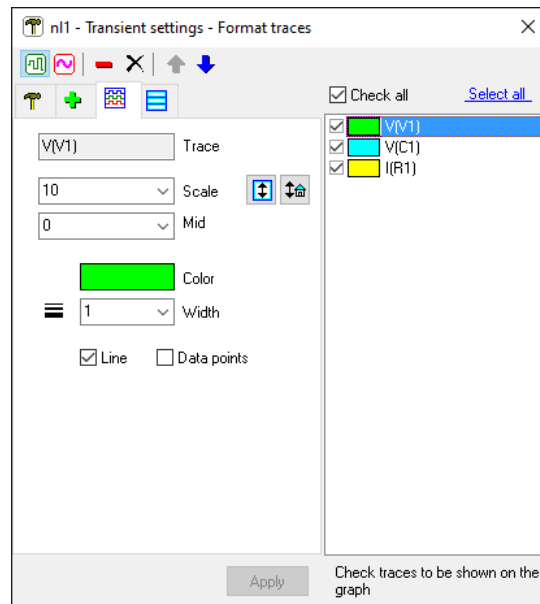 nl1 - Transient settings - Format traces
Check all
Select all
V(V1)
Trace
10
Scale
0
Mid
Color
1
Width
Line
Data points
V(V1)
V(C1)
I(R1)
Apply
Check traces to be shown on the
graph